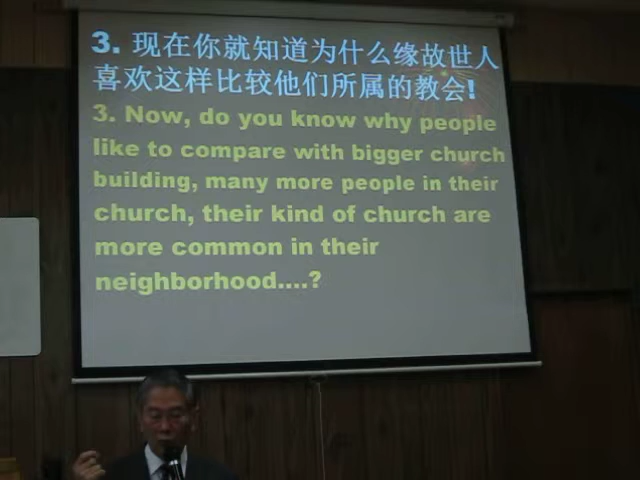 3. 现在你就知道为什么缘故世人
喜欢这样比较他们所属的教会!
3. Now, do you know why people
like to compare with bigger church
building, many more people in their
church, their kind of church are
more common in their
neighborhood....?